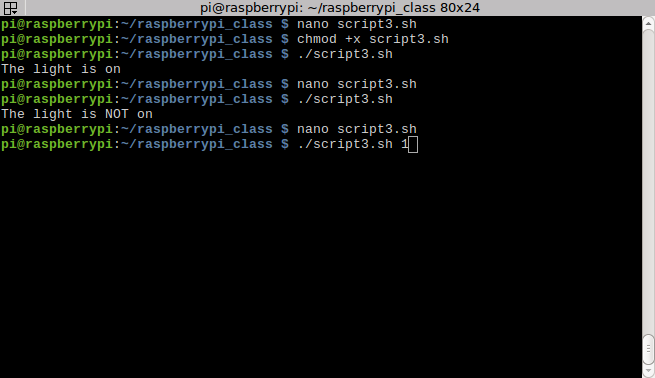 pi@raspberrypi: ~/raspberrypi_class 80x24
pi@raspberrypi:~/raspberrypi_class $ nano script3.sh
pi@raspberrypi:~/raspberrypi_class $ chmod +x script3.sh
pi@raspberrypi:~/raspberrypi_class $ ./script3.sh
The light is on
pi@raspberrypi:~/raspberrypi_class $ nano script3.sh
pi@raspberrypi:~/raspberrypi_class $ ./script3.sh
The light is NOT on
pi@raspberrypi:~/raspberrypi_class $ nano script3.sh
pi@raspberrypi:~/raspberrypi_class $ ./script3.sh 1